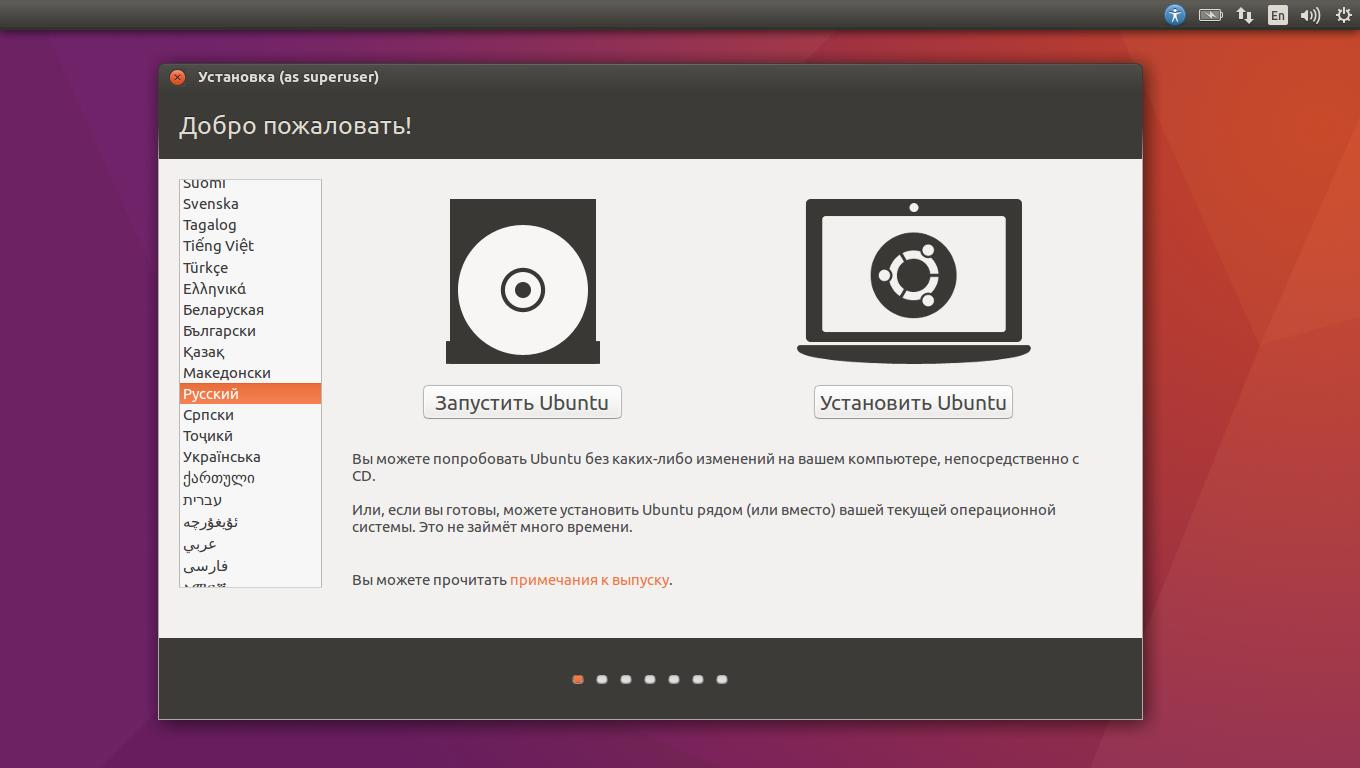 En
Установка (as superuser)
Добро пожаловать!
Suomi
Svenska
Tagalog
Tiếng Việt
Türkçe
Ελληνικά
Беларуская
Български
Қазақ
Македонски
Русский
Српски
Тоҷикӣ
Українська
ქართული
עברית
ئۇيغۇرچە
عربي
فارسی
Запустить Ubuntu
Установить Ubuntu
Вы можете попробовать Ubuntu без каких-либо изменений на вашем компьютере, непосредственно с
CD.
Или, если вы готовы, можете установить Ubuntu рядом (или вместо) вашей текущей операционной
системы. Это не займёт много времени.
Вы можете прочитать примечания к выпуску.